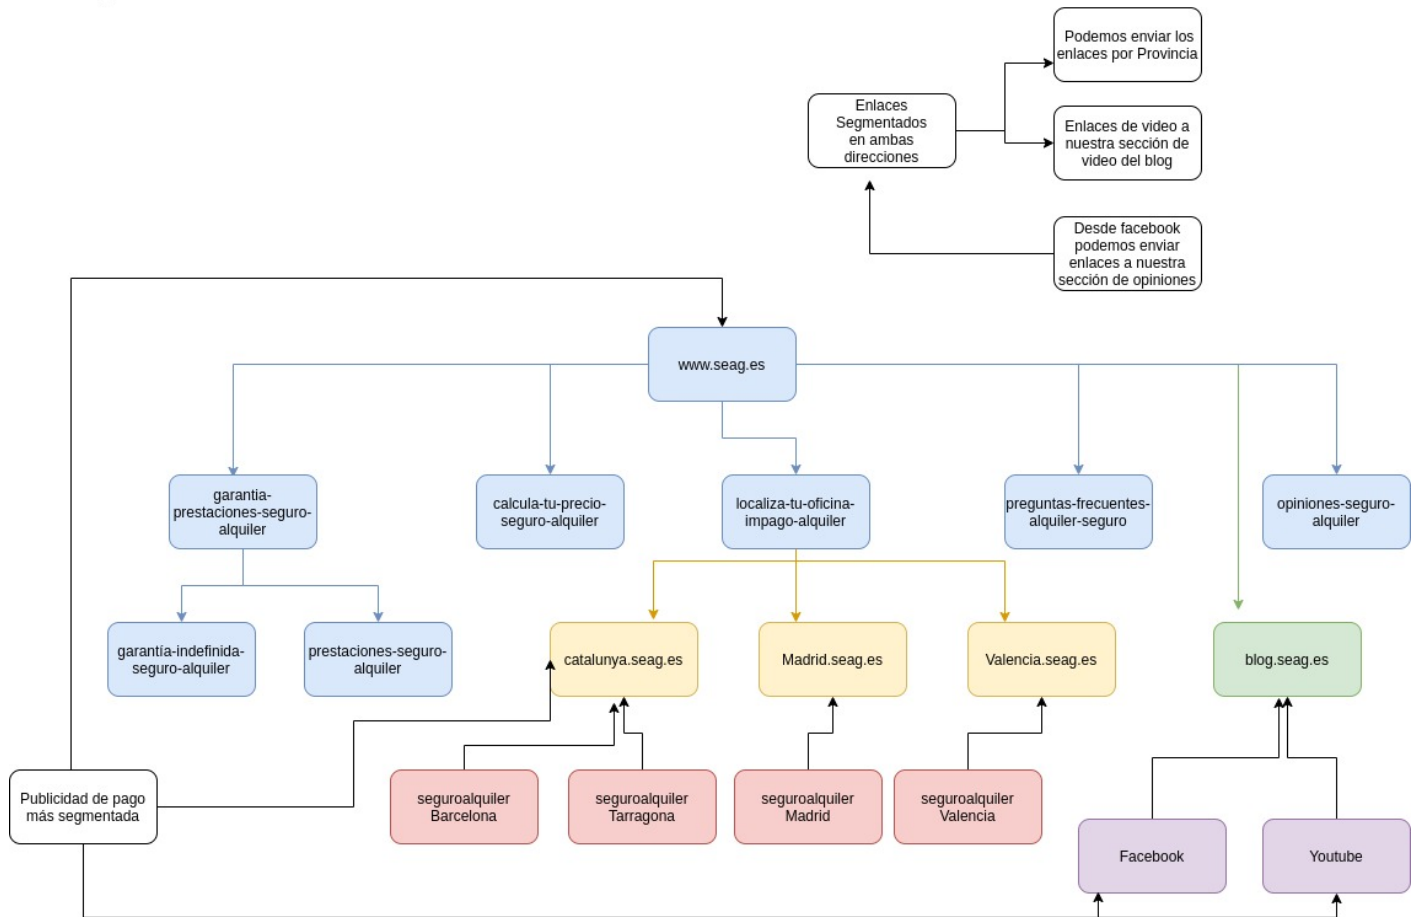 Podemos enviar los
enlaces por Provincia
Enlaces
Segmentados
en ambas
direcciones
Enlaces de video a
nuestra sección de
video del blog
Desde facebook
podemos enviar
enlaces a nuestra
sección de opiniones
www.seag.es
garantia-
prestaciones-seguro-
alquiler
calcula-tu-precio-
seguro-alquiler
localiza-tu-oficina-
impago-alquiler
preguntas-frecuentes-
alquiler-seguro
opiniones-seguro-
alquiler
garantía-indefinida-
seguro-alquiler
prestaciones-seguro-
alquiler
catalunya.seag.es
Madrid.seag.es
Valencia.seag.es
blog.seag.es
Publicidad de pago
más segmentada
seguroalquiler
Barcelona
seguroalquiler
Tarragona
seguroalquiler
Madrid
seguroalquiler
Valencia
Facebook
Youtube